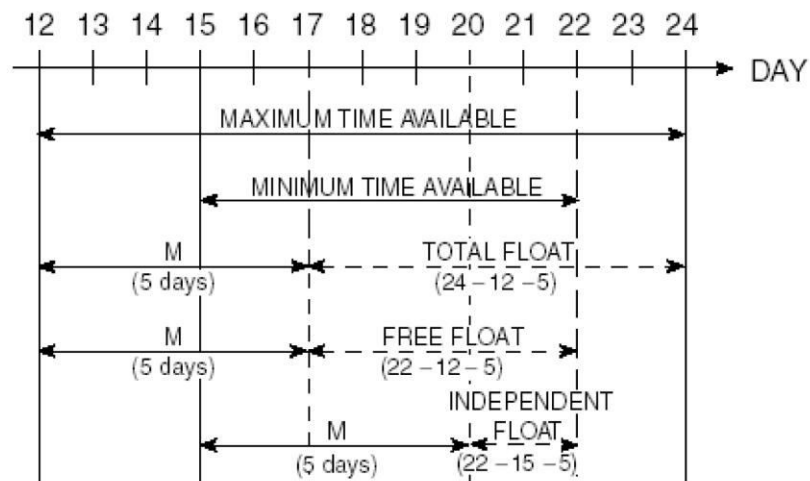 12 13 14 15 16 17 18 19 20 21 22 23 24
DAY
MAXIMUM TIME AVAILABLE
MINIMUM TIME AVAILABLE
M TOTAL FLOAT
(5 days) (24 – 12 – 5)
M FREE FLOAT
(5 days) (22 – 12 – 5)
INDEPENDENT
M FLOAT
(5 days) (22 – 15 – 5)